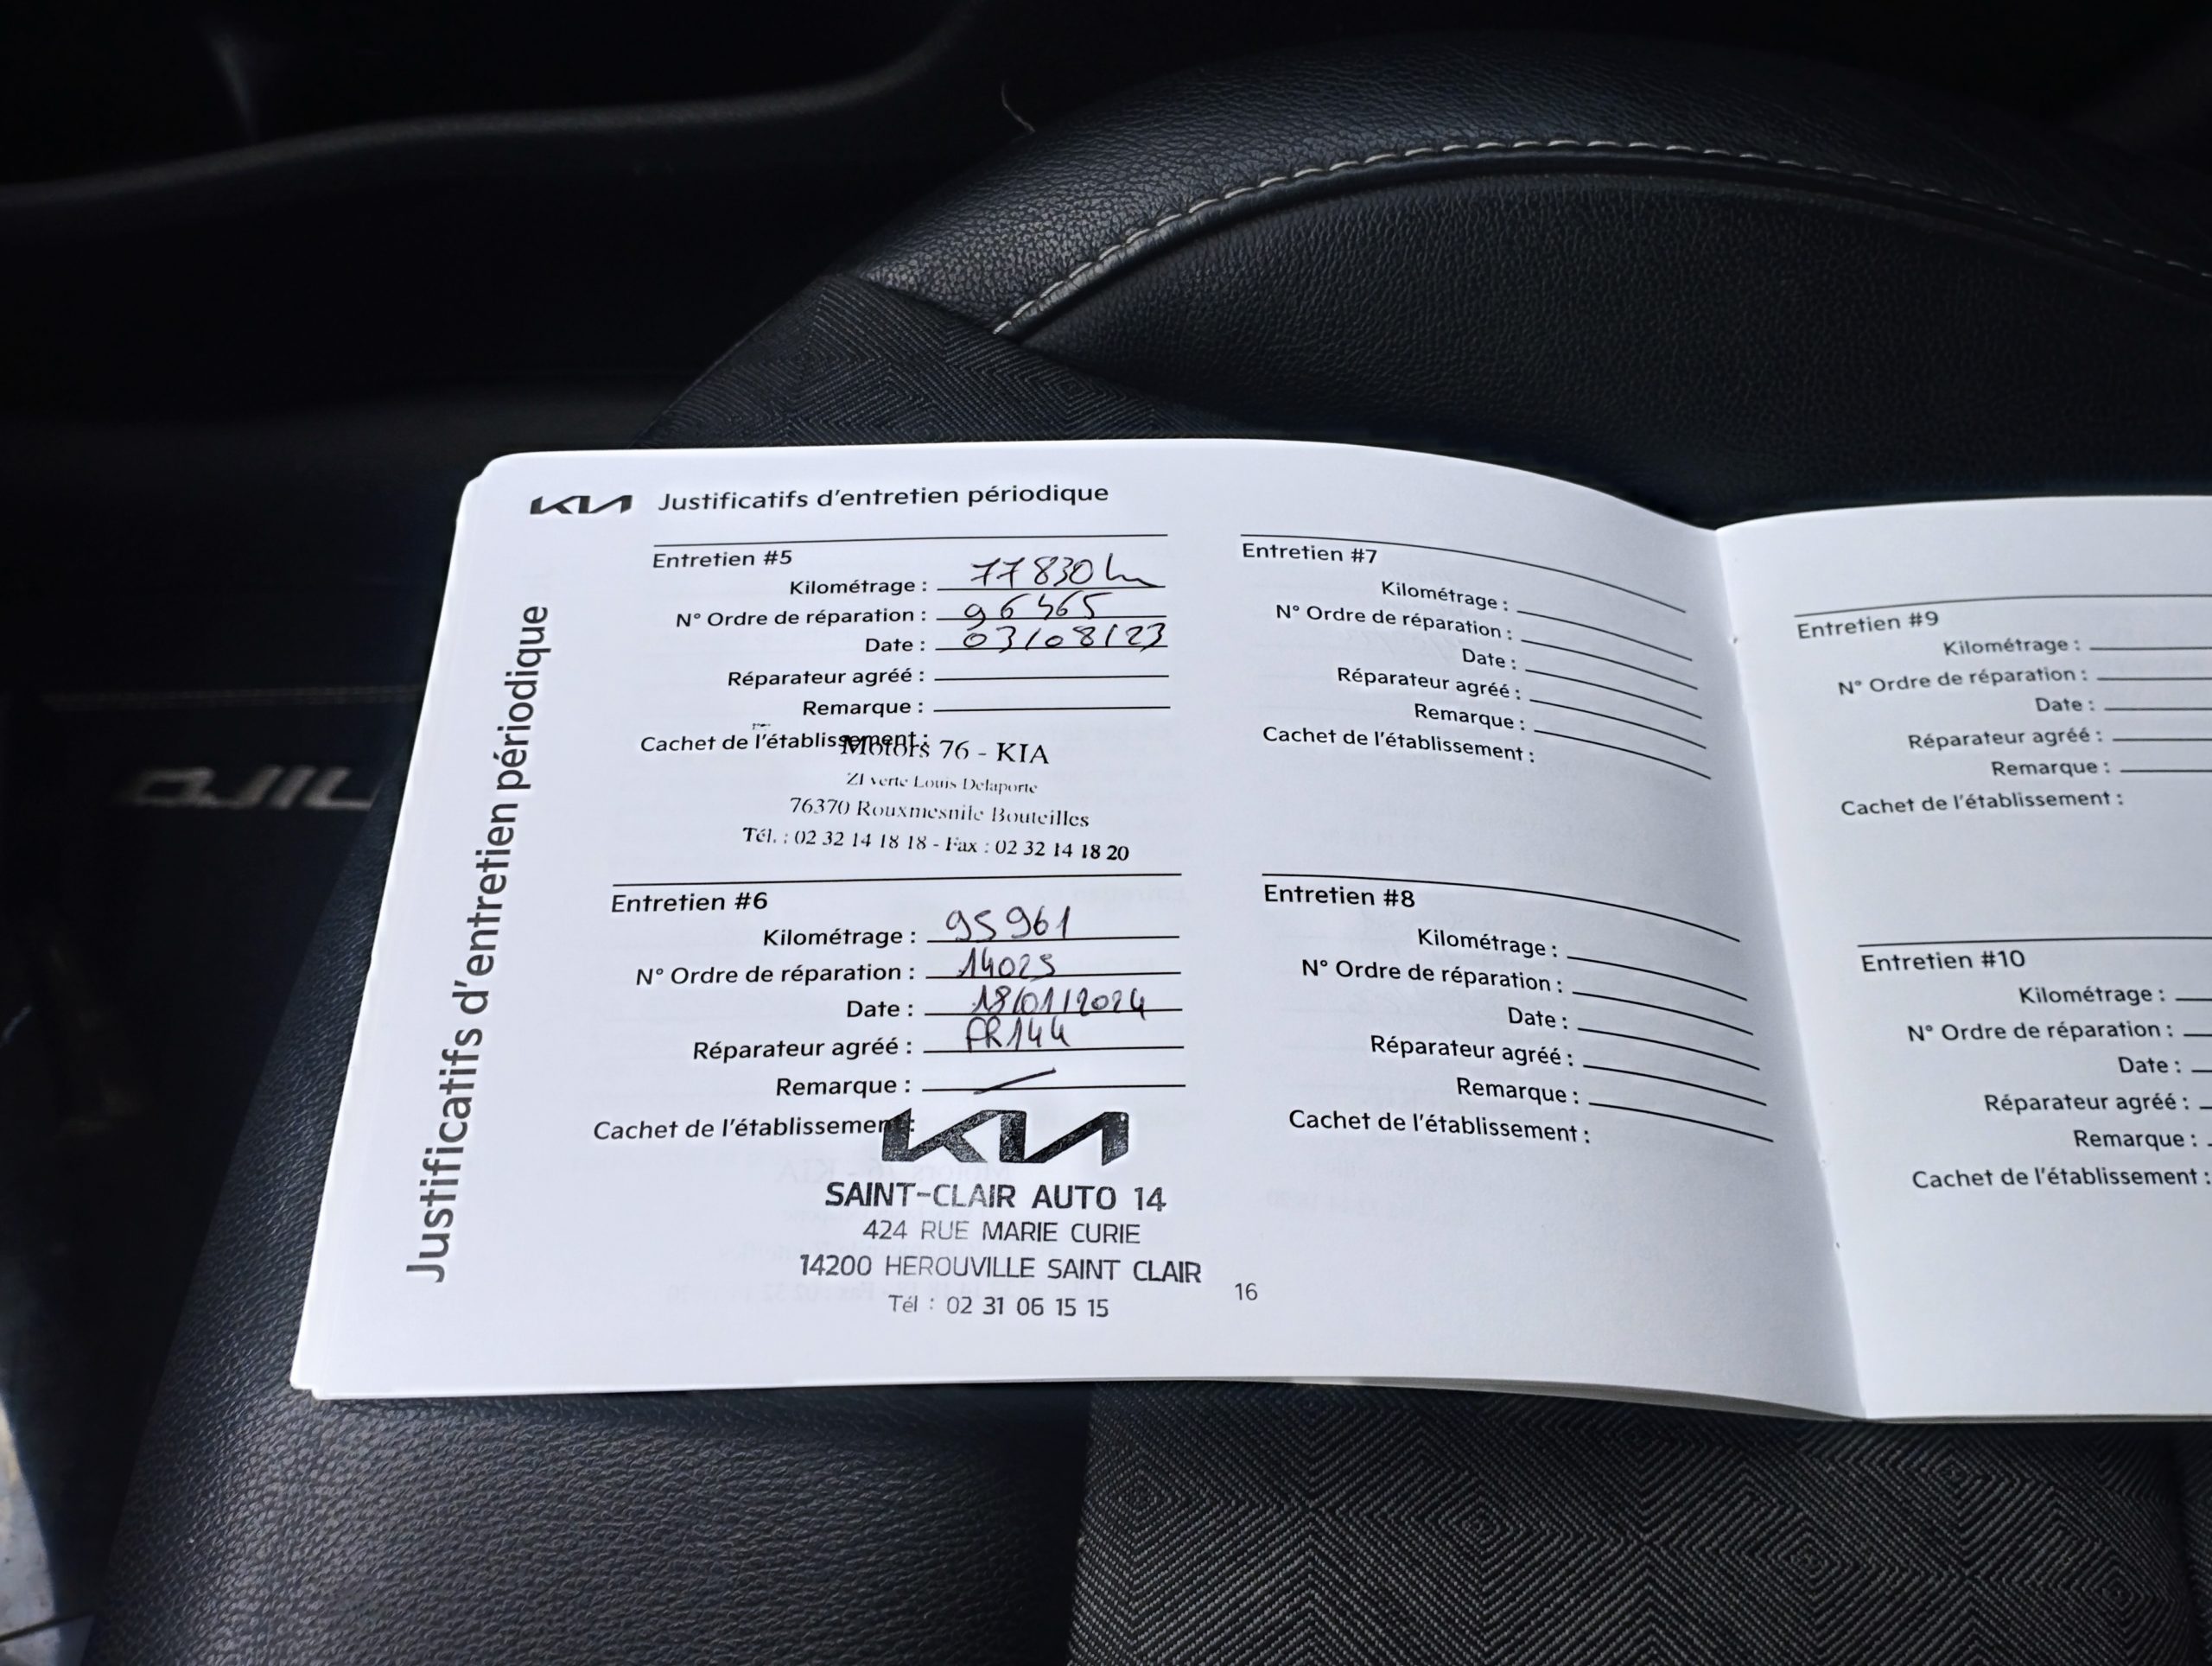 KIA Justificatifs d'entretien périodique
Justificatifs d'entretien périodique
Entretien #5
Kilométrage : 77830 km
N° Ordre de réparation : 96465
Date : 03/08/23
Réparateur agréé :
Remarque :
Cachet de l'établissement :
Motors 76 - KIA
ZI verte Louis Delaporte
76370 Rouxmesnile Bouteilles
Tél. : 02 32 14 18 18 - Fax : 02 32 14 18 20
Entretien #6
Kilométrage : 95961
N° Ordre de réparation : 14025
Date : 18/01/2024
Réparateur agréé : FR144
Remarque :
Cachet de l'établissement :
KIA
SAINT-CLAIR AUTO 14
424 RUE MARIE CURIE
14200 HEROUVILLE SAINT CLAIR
Tél : 02 31 06 15 15
Entretien #7
Kilométrage :
N° Ordre de réparation :
Date :
Réparateur agréé :
Remarque :
Cachet de l'établissement :
Entretien #8
Kilométrage :
N° Ordre de réparation :
Date :
Réparateur agréé :
Remarque :
Cachet de l'établissement :
16
Entretien #9
Kilométrage :
N° Ordre de réparation :
Date :
Réparateur agréé :
Remarque :
Cachet de l'établissement :
Entretien #10
Kilométrage :
N° Ordre de réparation :
Date :
Réparateur agréé :
Remarque :
Cachet de l'établissement :